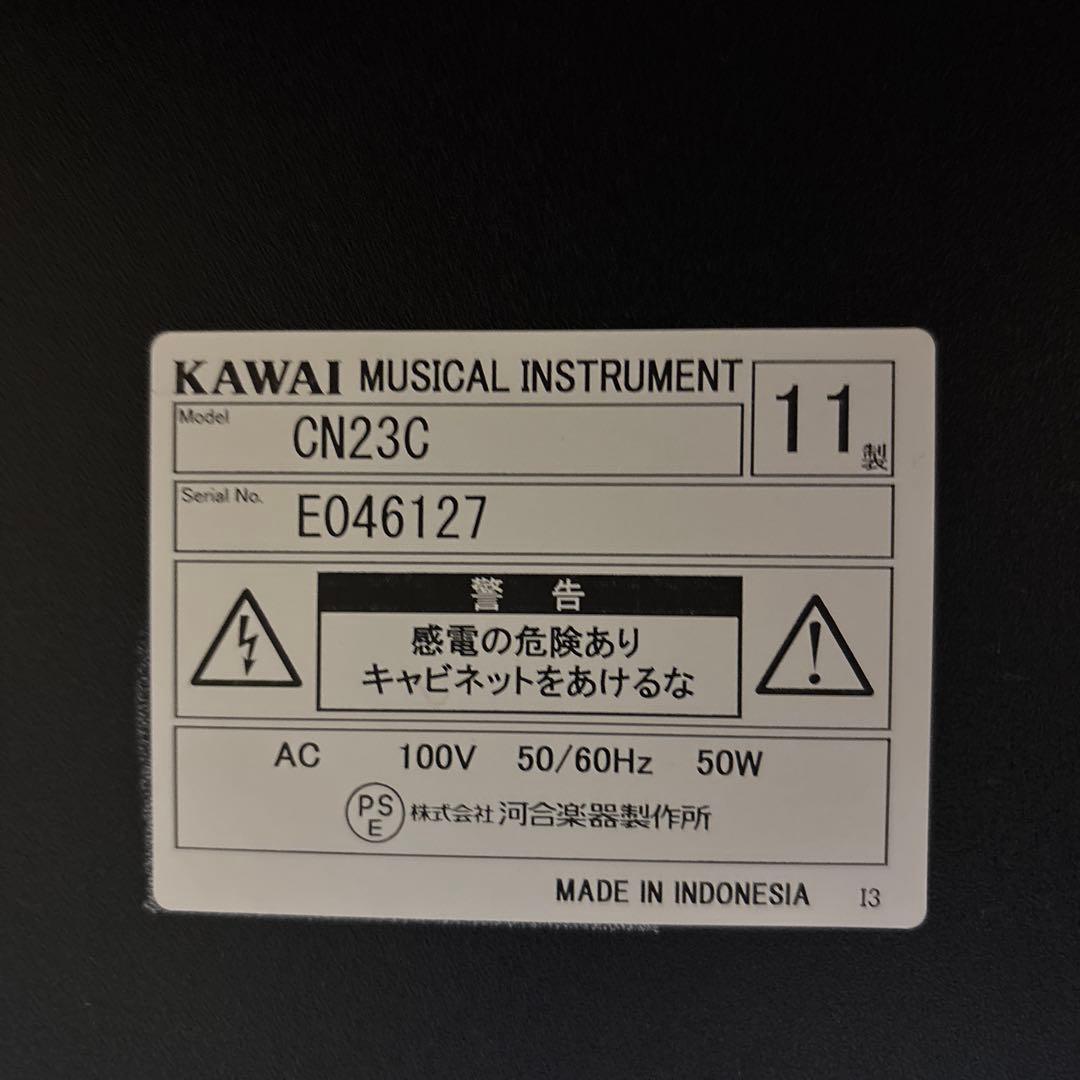 KAWAI MUSICAL INSTRUMENT
Model CN23C
11製
Serial No. E046127
警 告
感電の危険あり
キャビネットをあけるな
AC 100V 50/60Hz 50W
PSE 株式会社 河合楽器製作所
MADE IN INDONESIA I3